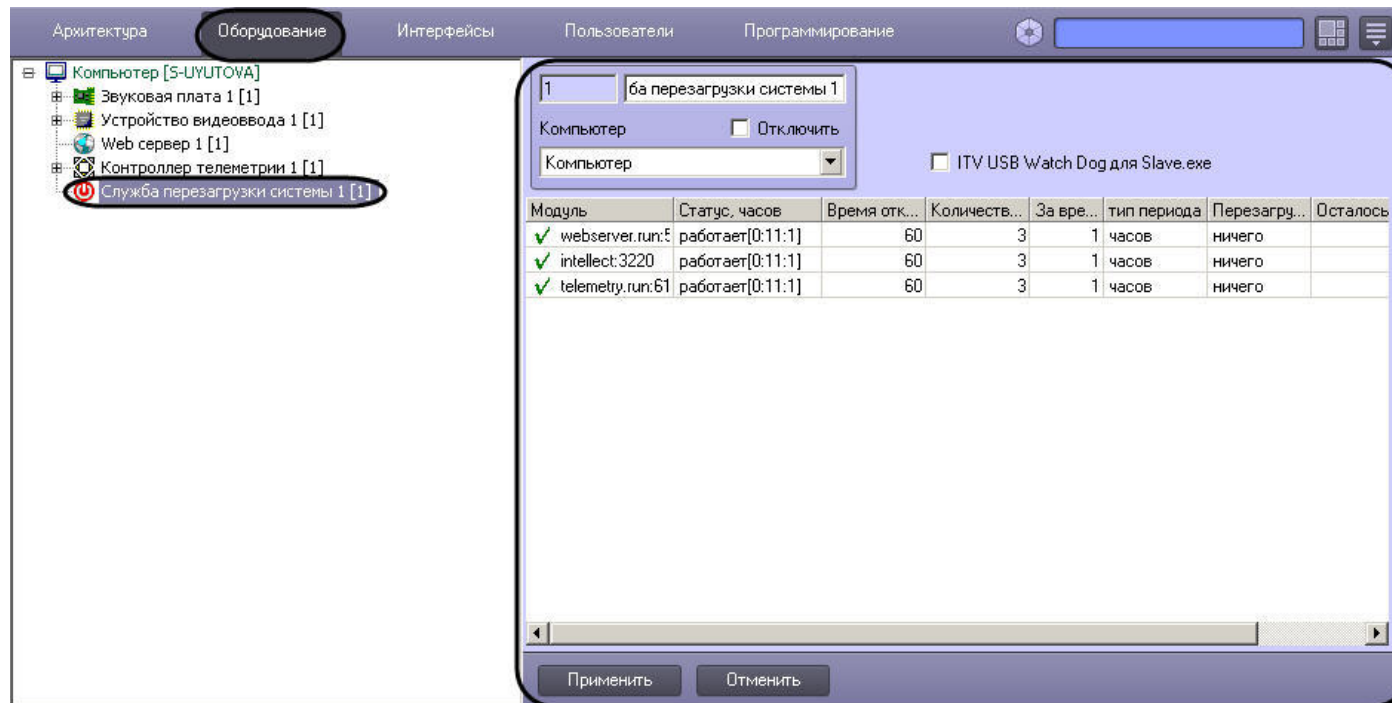 Архитектура Оборудование Интерфейсы Пользователи Программирование
Компьютер [S-UYUTOVA]
Звуковая плата 1 [1]
Устройство видеоввода 1 [1]
Web сервер 1 [1]
Контроллер телеметрии 1 [1]
Служба перезагрузки системы 1 [1]
1 ба перезагрузки системы 1
Компьютер Отключить
Компьютер ITV USB Watch Dog для Slave.exe
Модуль Статус, часов Время отк... Количеств... За вре... тип периода Перезагру... Осталось
webserver.run:5 работает[0:11:1] 60 3 1 часов ничего
intellect:3220 работает[0:11:1] 60 3 1 часов ничего
telemetry.run:61 работает[0:11:1] 60 3 1 часов ничего
Применить Отменить